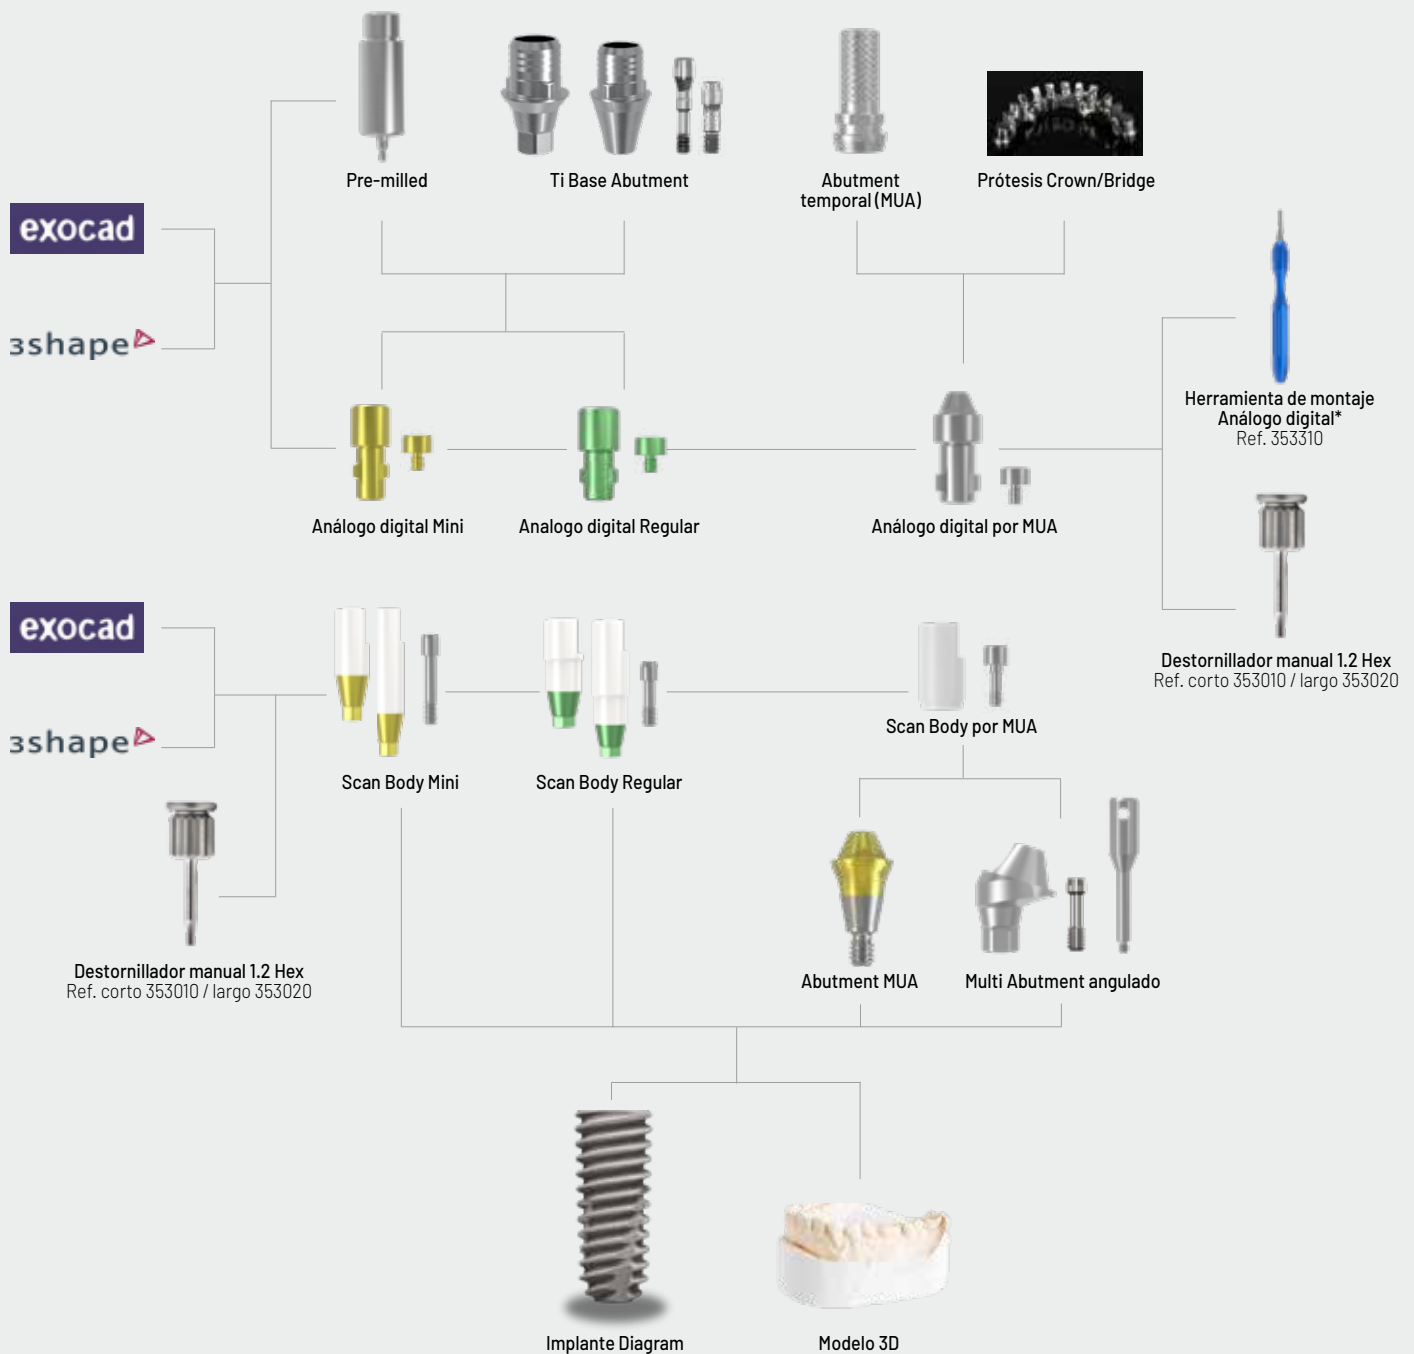 Pre-milled
Ti Base Abutment
Abutment
temporal (MUA)
Prótesis Crown/Bridge
exocad
3shape
Herramienta de montaje
Análogo digital*
Ref. 353310
Análogo digital Mini
Analogo digital Regular
Análogo digital por MUA
Destornillador manual 1.2 Hex
Ref. corto 353010 / largo 353020
exocad
3shape
Scan Body Mini
Scan Body Regular
Scan Body por MUA
Destornillador manual 1.2 Hex
Ref. corto 353010 / largo 353020
Abutment MUA
Multi Abutment angulado
Implante Diagram
Modelo 3D